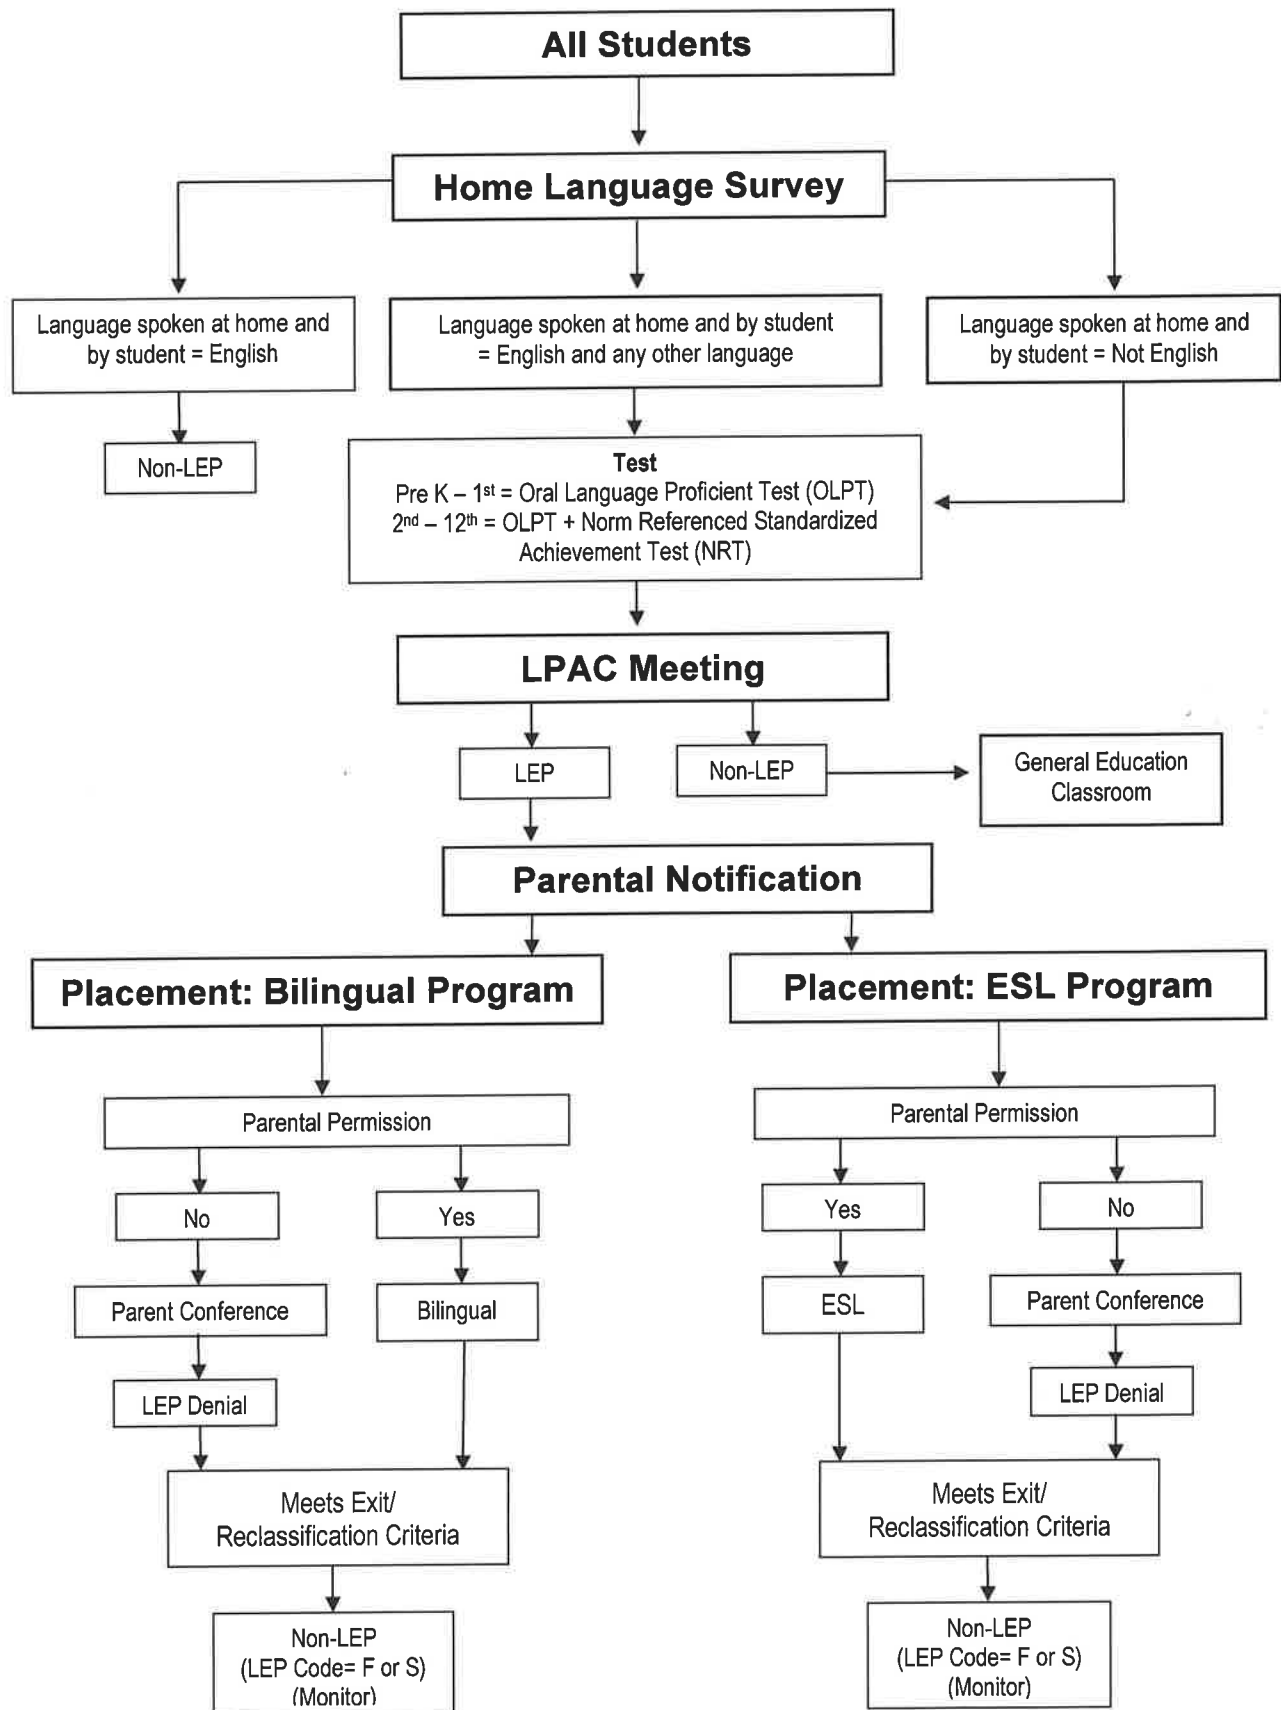 All Students
Home Language Survey
Language spoken at home and
by student = English
Language spoken at home and by student
= English and any other language
Language spoken at home and
by student = Not English
Non-LEP
Test
Pre K – 1st = Oral Language Proficient Test (OLPT)
2nd – 12th = OLPT + Norm Referenced Standardized
Achievement Test (NRT)
LPAC Meeting
LEP
Non-LEP
General Education
Classroom
Parental Notification
Placement: Bilingual Program
Placement: ESL Program
Parental Permission
Parental Permission
No
Yes
Yes
No
Parent Conference
Bilingual
ESL
Parent Conference
LEP Denial
LEP Denial
Meets Exit/
Reclassification Criteria
Meets Exit/
Reclassification Criteria
Non-LEP
(LEP Code= F or S)
(Monitor)
Non-LEP
(LEP Code= F or S)
(Monitor)